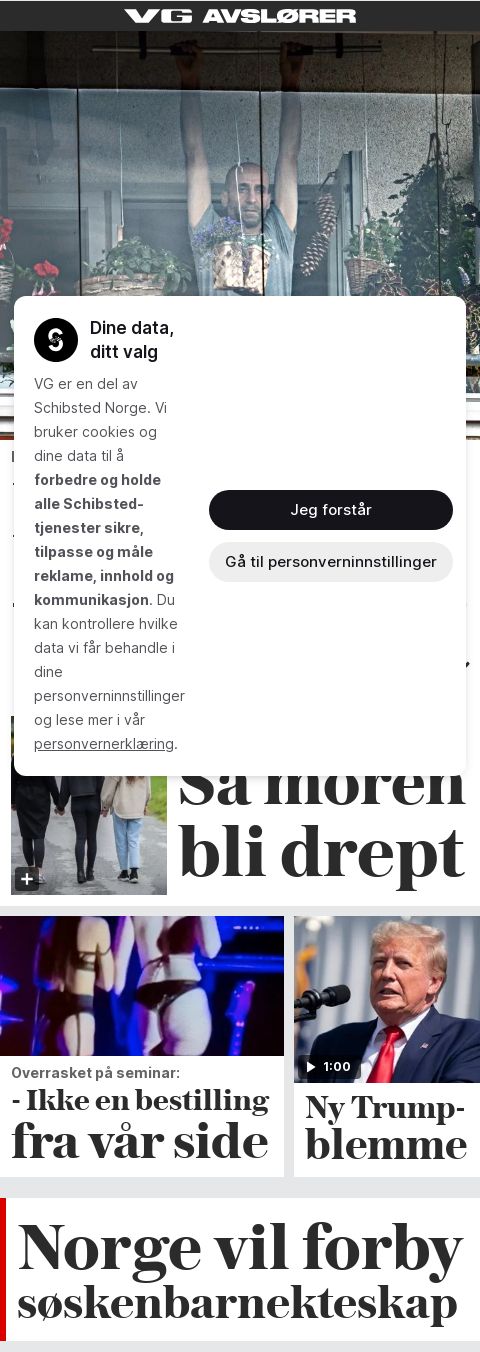 VG AVSLØRER
Dine data,
ditt valg
VG er en del av
Schibsted Norge. Vi
bruker cookies og
dine data til å
forbedre og holde
alle Schibsted-
tjenester sikre,
tilpasse og måle
reklame, innhold og
kommunikasjon. Du
kan kontrollere hvilke
data vi får behandle i
dine
personverninnstillinger
og lese mer i vår
personvernerklæring.
Jeg forstår
Gå til personverninnstillinger
Så moren
bli drept
Overrasket på seminar:
- Ikke en bestilling
fra vår side
1:00
Ny Trump-
blemme
Norge vil forby
søskenbarnekteskap